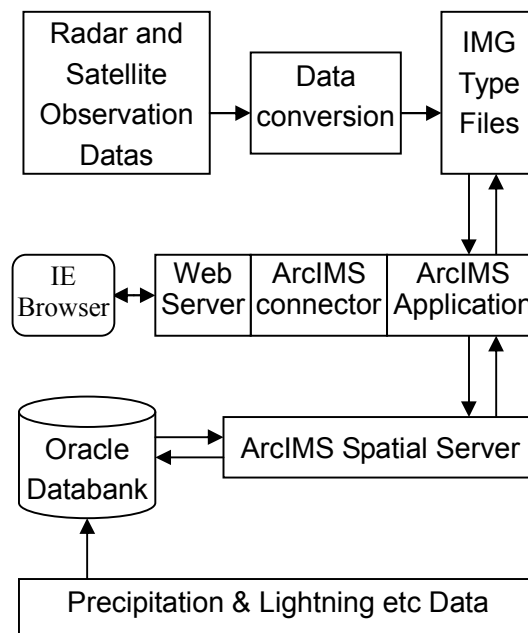 Radar and
Satellite
Observation
Datas
Data
conversion
IMG
Type
Files
IE
Browser
Web
Server
ArcIMS
connector
ArcIMS
Application
Oracle
Databank
ArcIMS Spatial Server
Precipitation & Lightning etc Data